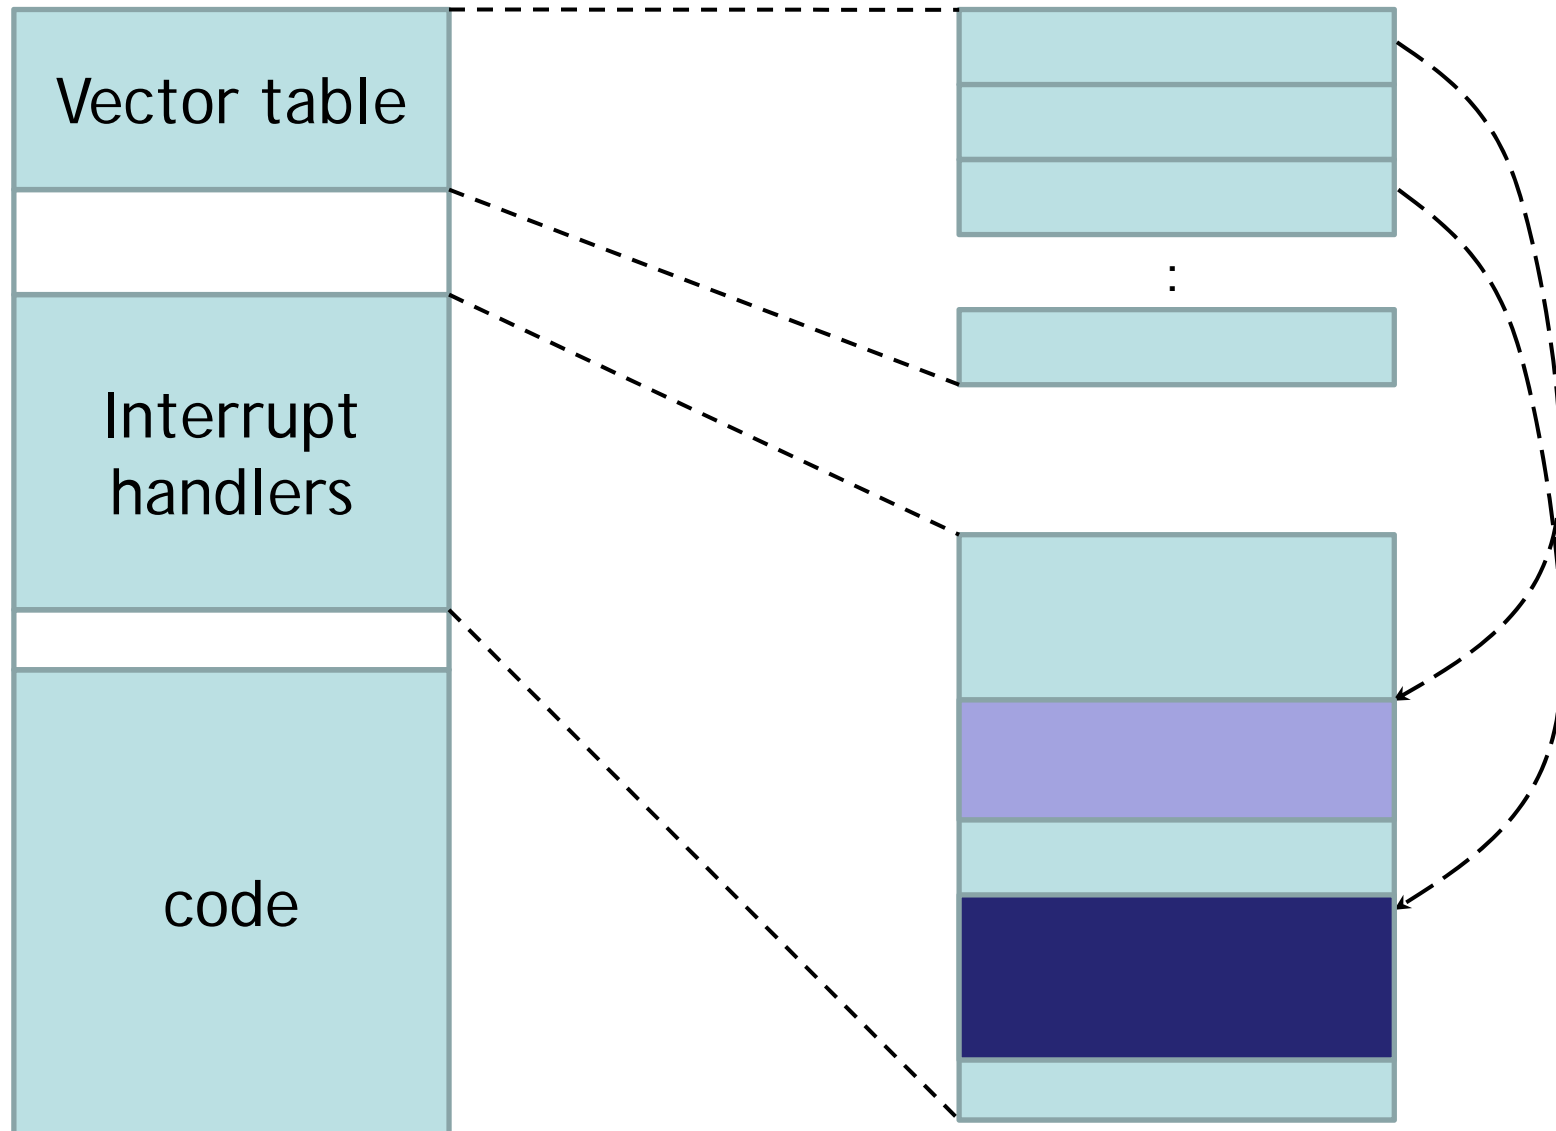 Vector table
:
Interrupt
handlers
code